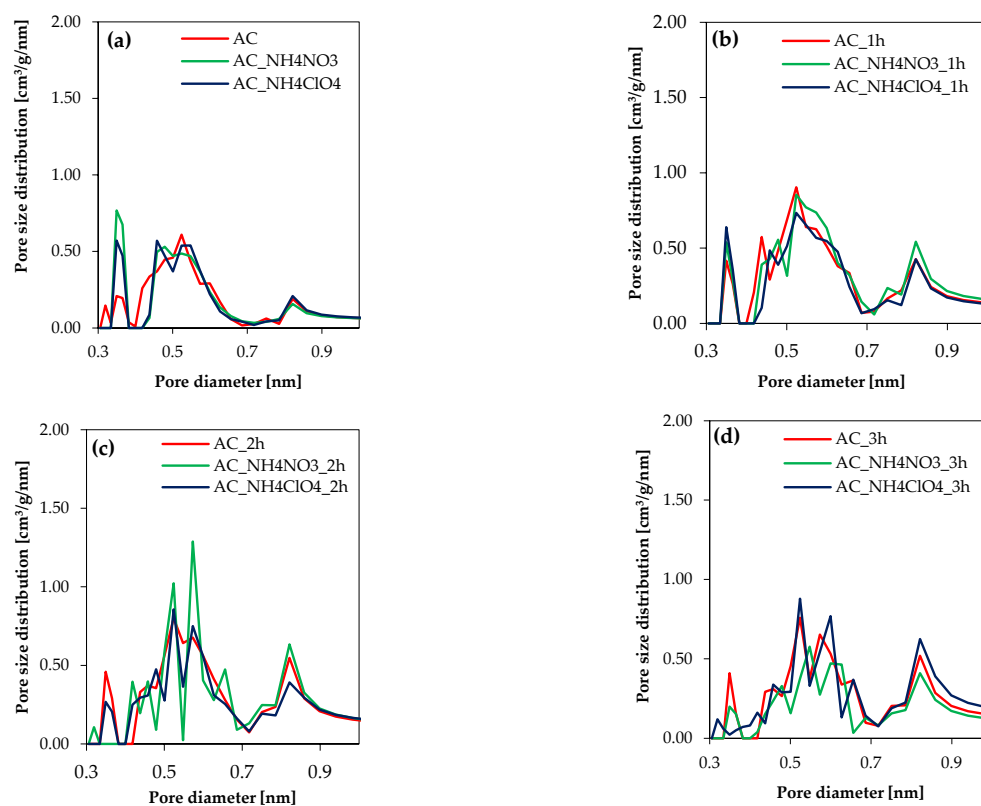 (a)
AC
AC_NH4NO3
AC_NH4ClO4
2.00
1.50
1.00
0.50
0.00
0.3
0.5
0.7
0.9
Pore size distribution [cm³/g/nm]
Pore diameter [nm]
(b)
AC_1h
AC_NH4NO3_1h
AC_NH4ClO4_1h
2.00
1.50
1.00
0.50
0.00
0.3
0.5
0.7
0.9
Pore size distribution [cm³/g/nm]
Pore diameter [nm]
(c)
AC_2h
AC_NH4NO3_2h
AC_NH4ClO4_2h
2.00
1.50
1.00
0.50
0.00
0.3
0.5
0.7
0.9
Pore size distribution [cm³/g/nm]
Pore diameter [nm]
(d)
AC_3h
AC_NH4NO3_3h
AC_NH4ClO4_3h
2.00
1.50
1.00
0.50
0.00
0.3
0.5
0.7
0.9
Pore size distribution [cm³/g/nm]
Pore diameter [nm]